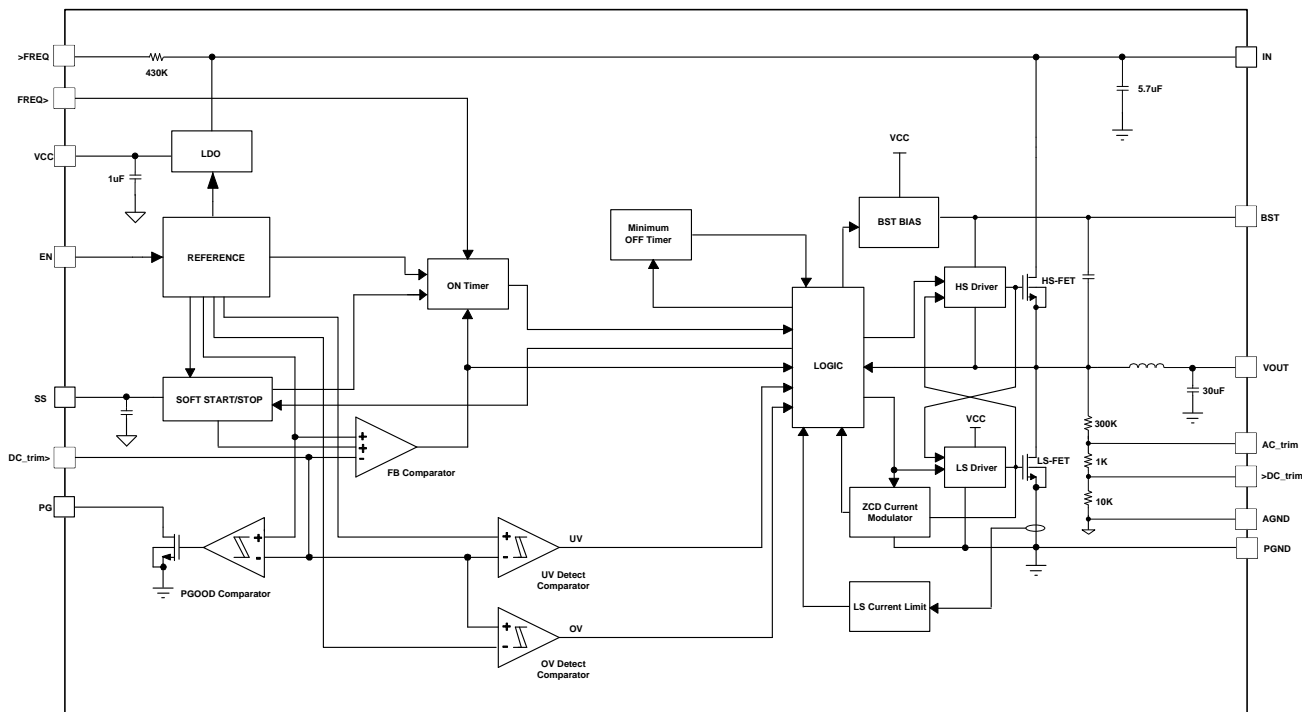 >FREQ
430K
IN
5.7uF
FREQ>
VCC
LDO
1uF
VCC
BST BIAS
BST
Minimum
OFF Timer
EN
REFERENCE
ON Timer
HS Driver
HS-FET
LOGIC
VOUT
30uF
SS
SOFT START/STOP
300K
AC_trim
VCC
+
+
-
FB Comparator
DC_trim>
LS Driver
LS-FET
1K
>DC_trim
10K
PG
ZCD Current
Modulator
AGND
+
-
PGOOD Comparator
+
-
UV
UV Detect
Comparator
PGND
LS Current Limit
+
-
OV
OV Detect
Comparator